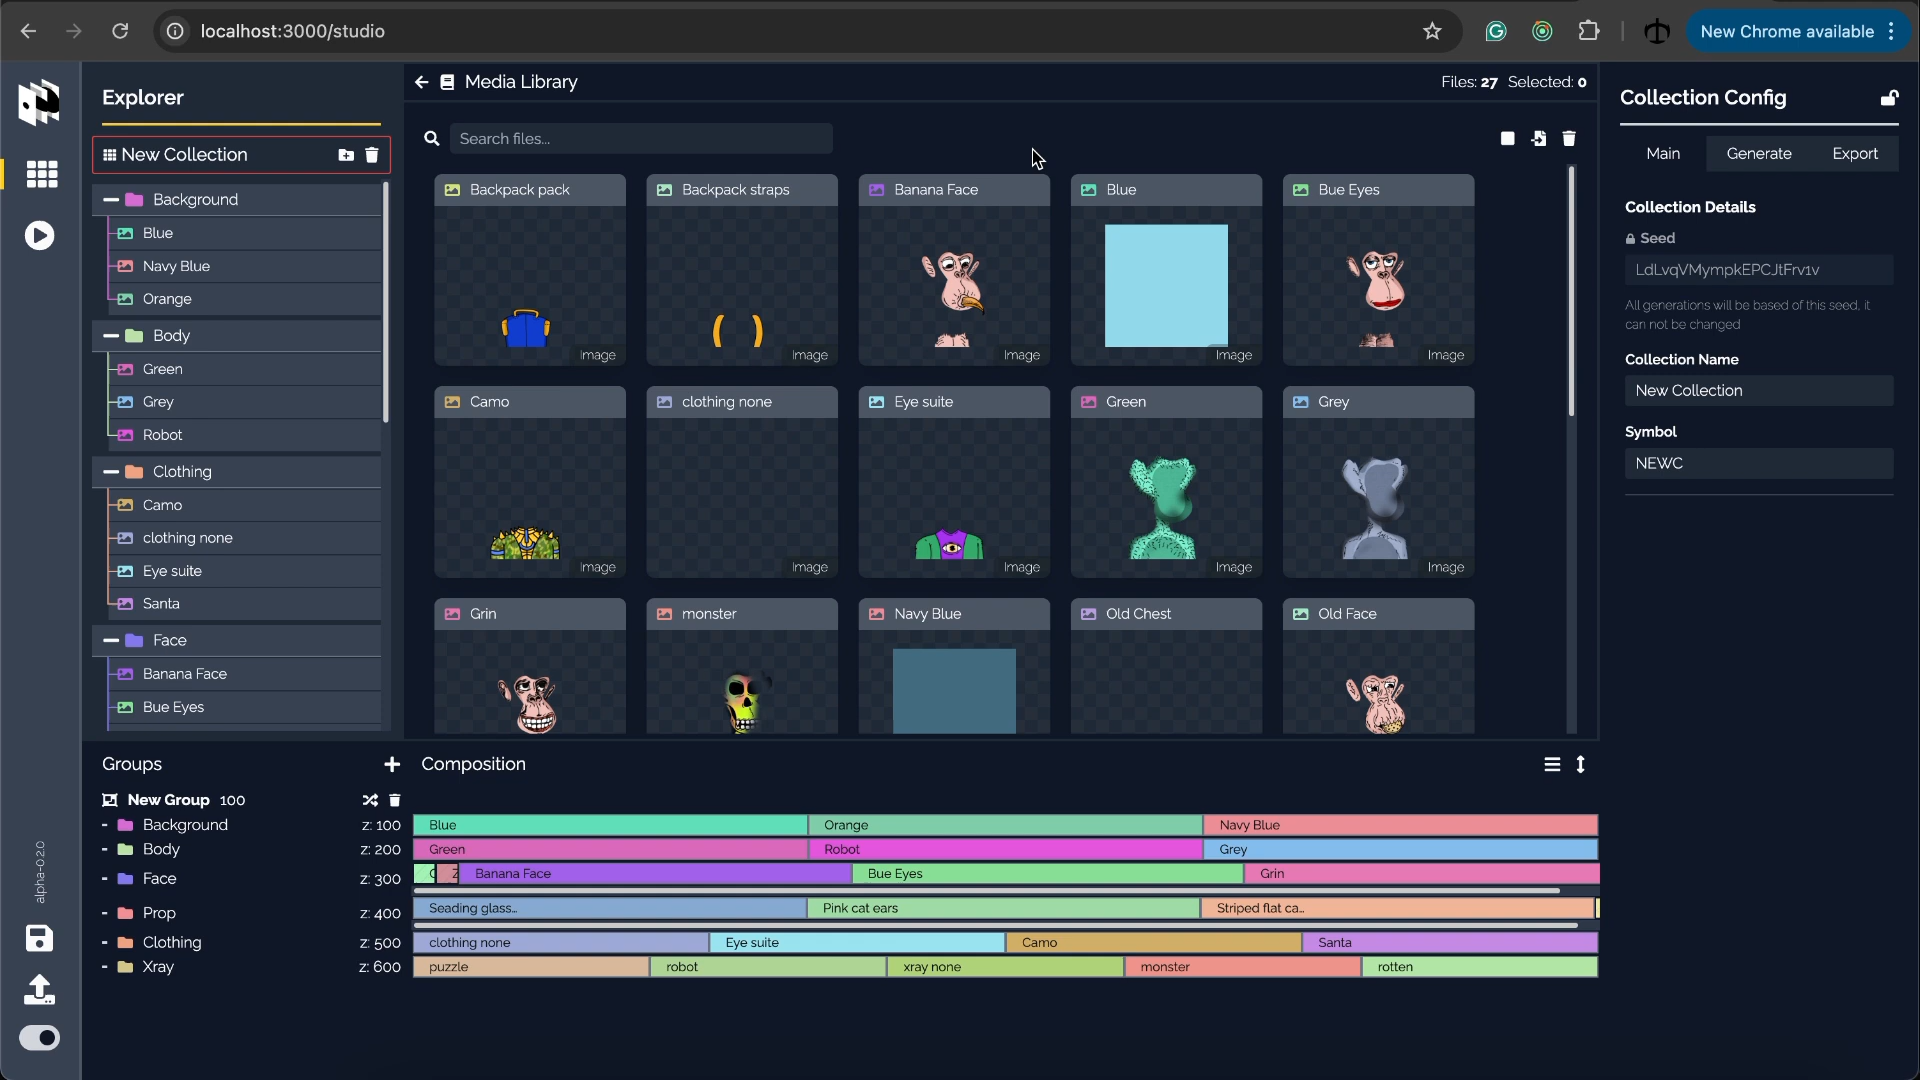 localhost:3000/studio
New Chrome available
Explorer
New Collection
Background
Blue
Navy Blue
Orange
Body
Green
Grey
Robot
Clothing
Camo
clothing none
Eye suite
Santa
Face
Banana Face
Bue Eyes
Media Library
Files: 27 Selected: 0
Search files...
Backpack pack
Backpack straps
Banana Face
Blue
Bue Eyes
Image
Image
Image
Image
Image
Camo
clothing none
Eye suite
Green
Grey
Image
Image
Image
Image
Image
Grin
monster
Navy Blue
Old Chest
Old Face
Collection Config
Main Generate Export
Collection Details
Seed
LdLvqVMympkEPCJtFrv1v
All generations will be based of this seed, it
can not be changed
Collection Name
New Collection
Symbol
NEWC
Groups
Composition
New Group 100
Background z: 100 Blue Orange Navy Blue
Body z: 200 Green Robot Grey
Face z: 300 Banana Face Bue Eyes Grin
Prop z: 400 Seading glass... Pink cat ears Striped flat ca...
Clothing z: 500 clothing none Eye suite Camo Santa
Xray z: 600 puzzle robot xray none monster rotten
alpha-0.2.0